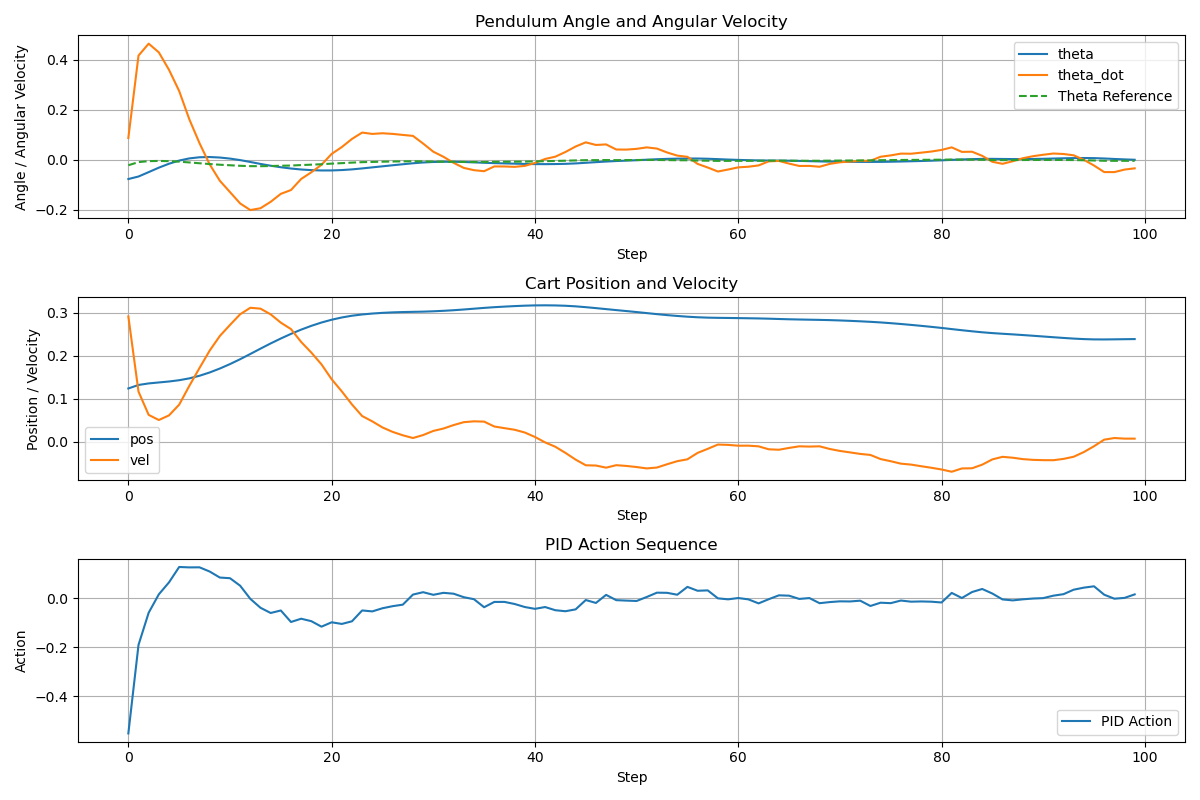 Pendulum Angle and Angular Velocity
Angle / Angular Velocity
0.4
0.2
0.0
−0.2
theta
theta_dot
Theta Reference
0 20 40 60 80 100
Step
Cart Position and Velocity
Position / Velocity
0.3
0.2
0.1
0.0
pos
vel
0 20 40 60 80 100
Step
PID Action Sequence
Action
0.0
−0.2
−0.4
PID Action
0 20 40 60 80 100
Step